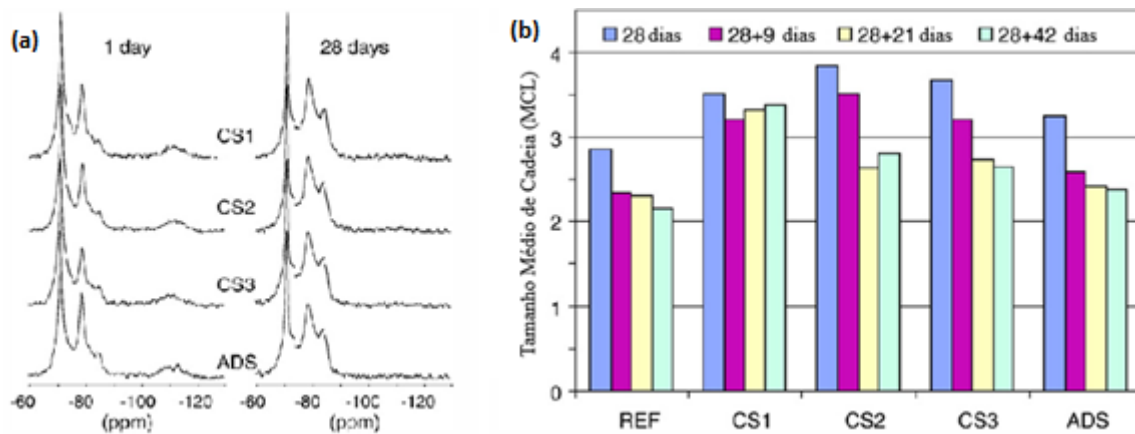 (a)
1 day
28 days
CS1
CS2
CS3
ADS
-60 -80 -100 -120
(ppm)
-60 -80 -100 -120
(ppm)
(b)
28 dias
28+9 dias
28+21 dias
28+42 dias
Tamanho Médio de Cadeia (MCL)
4
3
2
1
0
REF CS1 CS2 CS3 ADS